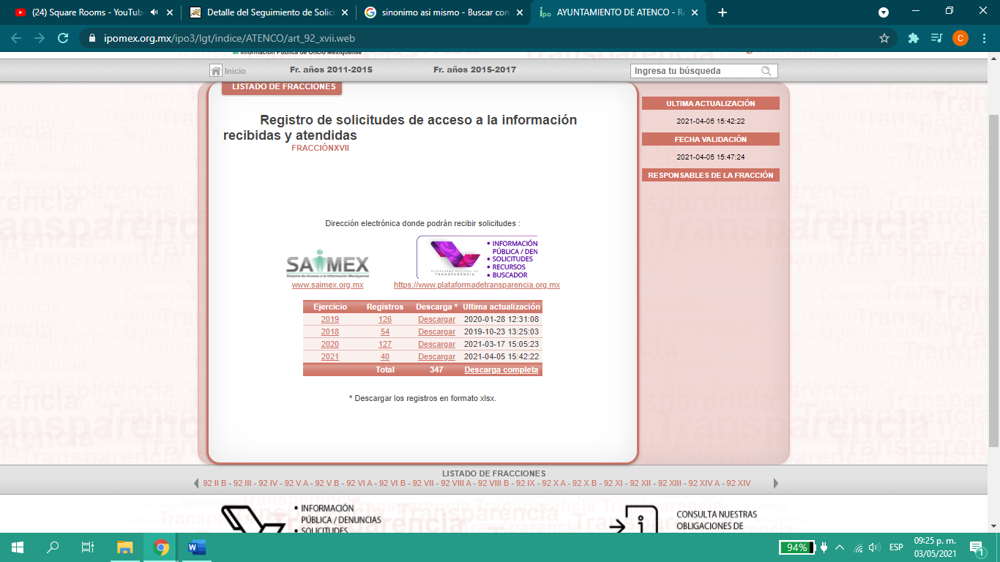 (24) Square Rooms - YouTub
Detalle del Seguimiento de Solici
sinonimo asi mismo - Buscar con
AYUNTAMIENTO DE ATENCO - R
ipomex.org.mx/ipo3/lgt/indice/ATENCO/art_92_xvii.web
C
Información Pública de Oficio Mexiquense
Inicio
Fr. años 2011-2015
Fr. años 2015-2017
Ingresa tu búsqueda
LISTADO DE FRACCIONES
Registro de solicitudes de acceso a la información
recibidas y atendidas
FRACCIÓNXVII
ULTIMA ACTUALIZACIÓN
2021-04-05 15:42:22
FECHA VALIDACIÓN
2021-04-05 15:47:24
RESPONSABLES DE LA FRACCIÓN
Dirección electrónica donde podrán recibir solicitudes :
SAIMEX
Sistema de Acceso a la Información Mexiquense
www.saimex.org.mx
PLATAFORMA NACIONAL DE
TRANSPARENCIA
INFORMACIÓN
PÚBLICA / DEN
SOLICITUDES
RECURSOS
BUSCADOR
https://www.plataformadetransparencia.org.mx
Ejercicio Registros Descarga * Ultima actualización
2019 126 Descargar 2020-01-28 12:31:08
2018 54 Descargar 2019-10-23 13:25:03
2020 127 Descargar 2021-03-17 15:05:23
2021 40 Descargar 2021-04-05 15:42:22
Total 347 Descarga completa
* Descargar los registros en formato xlsx.
LISTADO DE FRACCIONES
92 II B - 92 III - 92 IV - 92 V A - 92 V B - 92 VI A - 92 VI B - 92 VII - 92 VIII A - 92 VIII B - 92 IX - 92 X A - 92 X B - 92 XI - 92 XII - 92 XIII - 92 XIV A - 92 XIV
• INFORMACIÓN
PÚBLICA / DENUNCIAS
• SOLICITUDES
CONSULTA NUESTRAS
OBLIGACIONES DE
94%
ESP
09:25 p. m.
03/05/2021
1